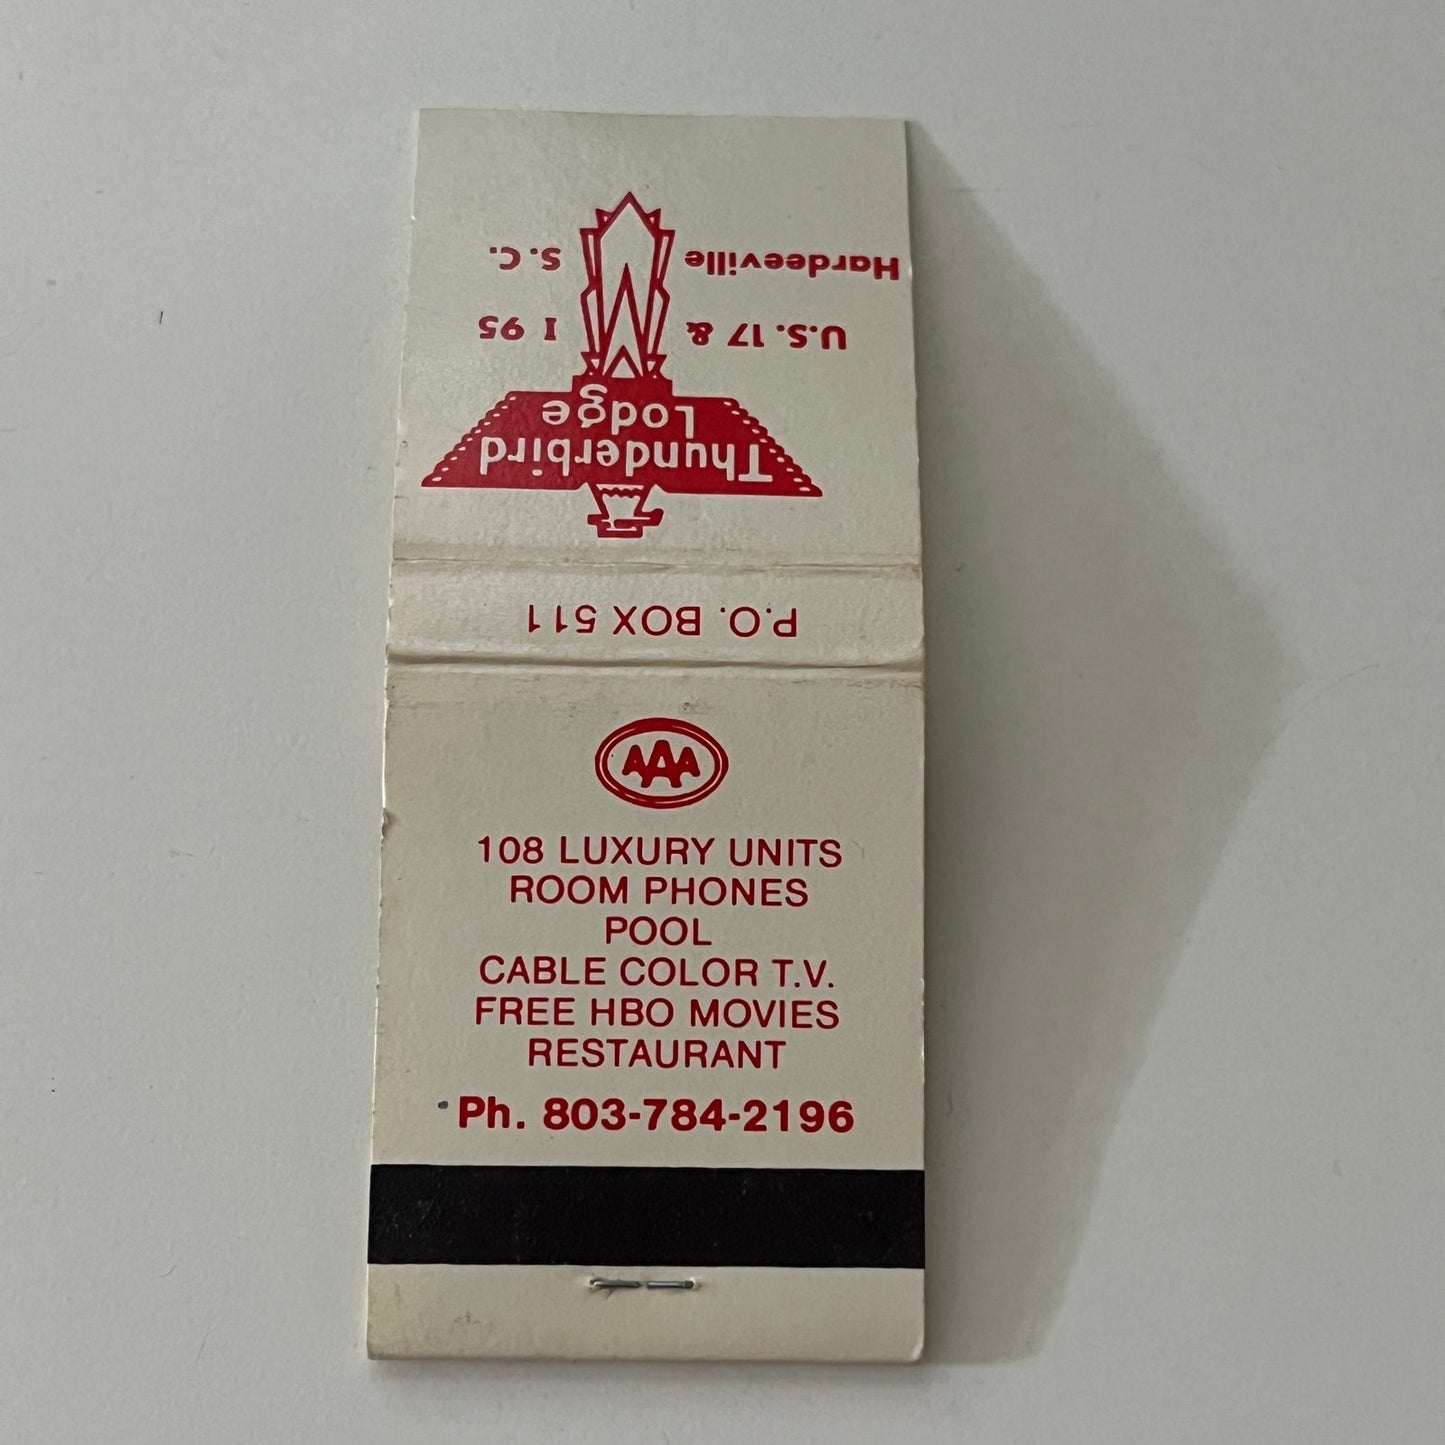 Thunderbird
Lodge
U.S. 17 & I 95
Hardeeville S.C.
P.O. BOX 511
AAA
108 LUXURY UNITS
ROOM PHONES
POOL
CABLE COLOR T.V.
FREE HBO MOVIES
RESTAURANT
Ph. 803-784-2196